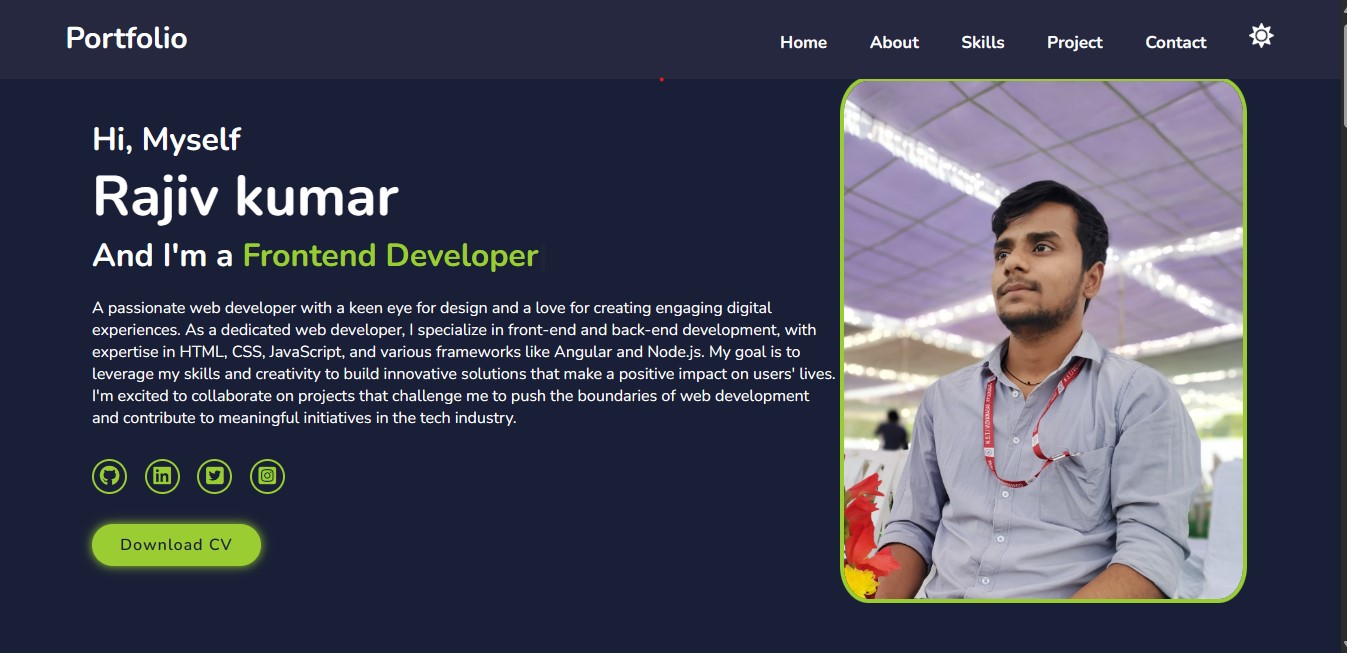 Portfolio
Home About Skills Project Contact
Hi, Myself
Rajiv kumar
And I'm a Frontend Developer
A passionate web developer with a keen eye for design and a love for creating engaging digital
experiences. As a dedicated web developer, I specialize in front-end and back-end development, with
expertise in HTML, CSS, JavaScript, and various frameworks like Angular and Node.js. My goal is to
leverage my skills and creativity to build innovative solutions that make a positive impact on users' lives.
I'm excited to collaborate on projects that challenge me to push the boundaries of web development
and contribute to meaningful initiatives in the tech industry.
in
Download CV